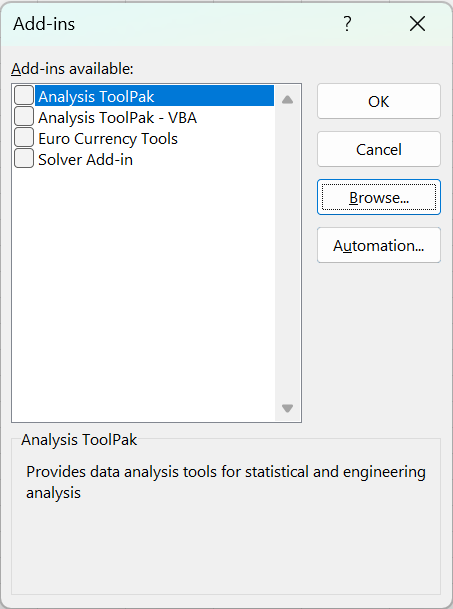 Add-ins ?
Add-ins available:
Analysis ToolPak
Analysis ToolPak - VBA
Euro Currency Tools
Solver Add-in
OK
Cancel
Browse...
Automation...
Analysis ToolPak
Provides data analysis tools for statistical and engineering
analysis